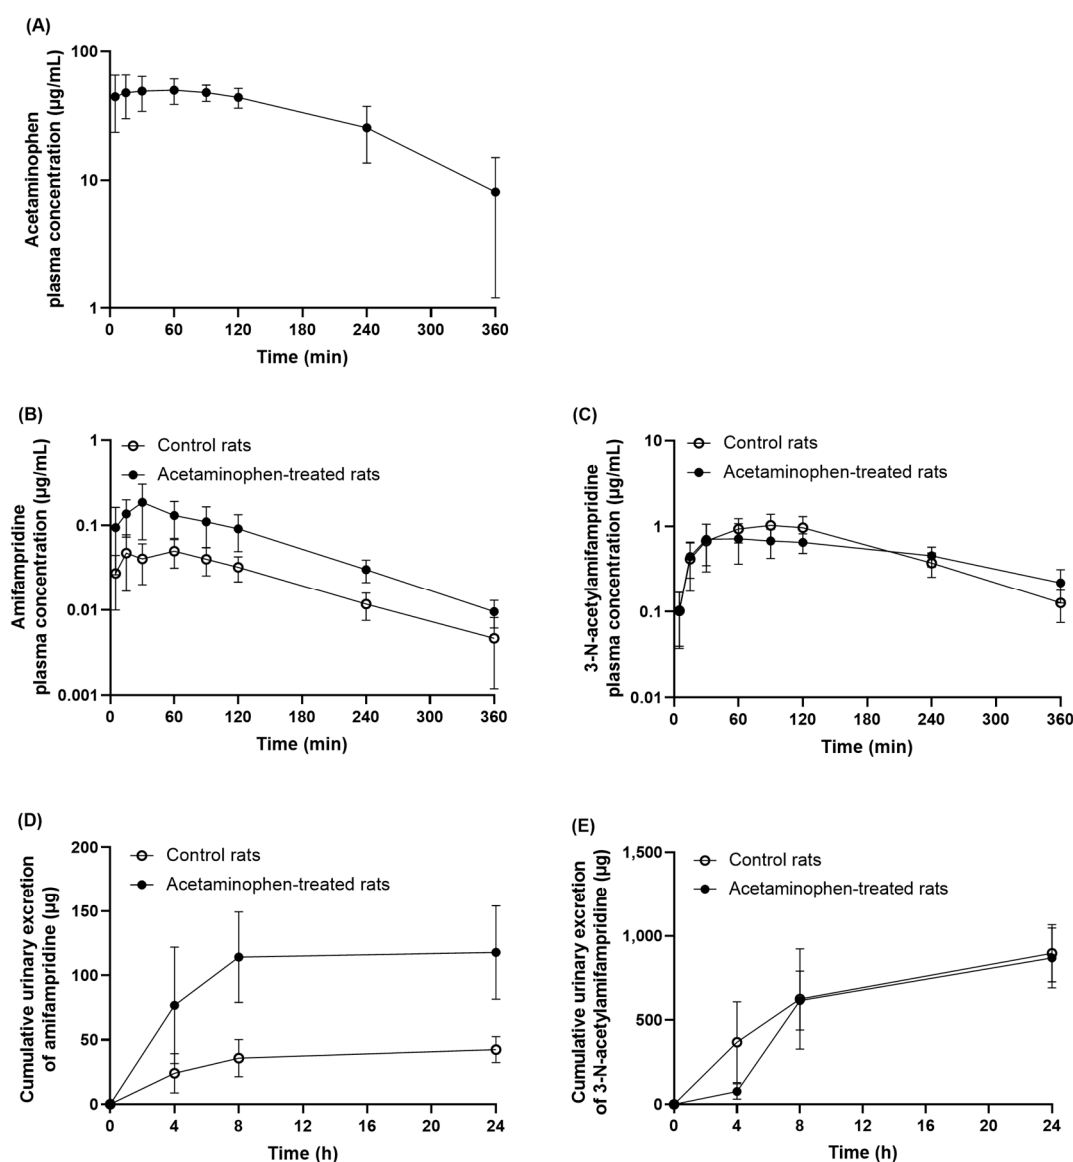 (A)
Acetaminophen
plasma concentration (µg/mL)
100
10
1
0 60 120 180 240 300 360
Time (min)
(B)
Amifampridine
plasma concentration (µg/mL)
Control rats
Acetaminophen-treated rats
1
0.1
0.01
0.001
0 60 120 180 240 300 360
Time (min)
(C)
3-N-acetylamifampridine
plasma concentration (µg/mL)
Control rats
Acetaminophen-treated rats
10
1
0.1
0.01
0 60 120 180 240 300 360
Time (min)
(D)
Cumulative urinary excretion
of amifampridine (µg)
Control rats
Acetaminophen-treated rats
200
150
100
50
0
0 4 8 12 16 20 24
Time (h)
(E)
Cumulative urinary excretion
of 3-N-acetylamifampridine (µg)
Control rats
Acetaminophen-treated rats
1,500
1,000
500
0
0 4 8 12 16 20 24
Time (h)